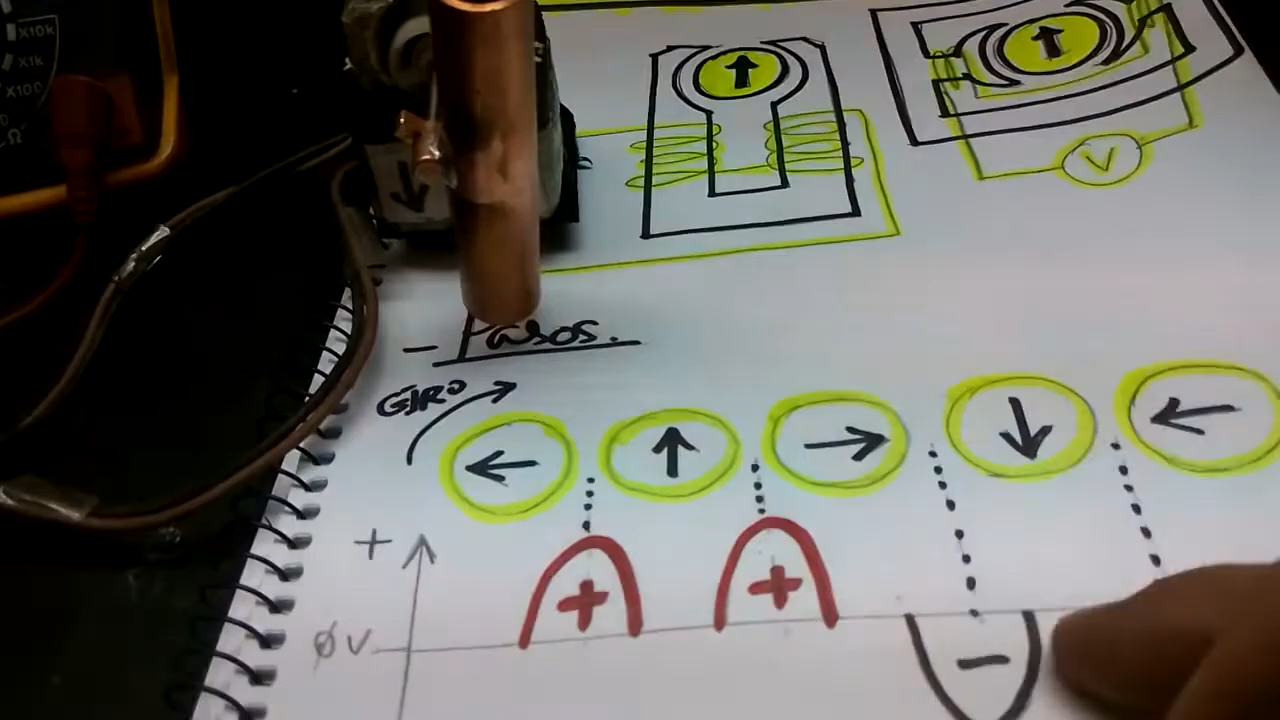 X10k
X1k
X100
Ω
V
- Pasos.
GIRO
+
+ +
ØV
-